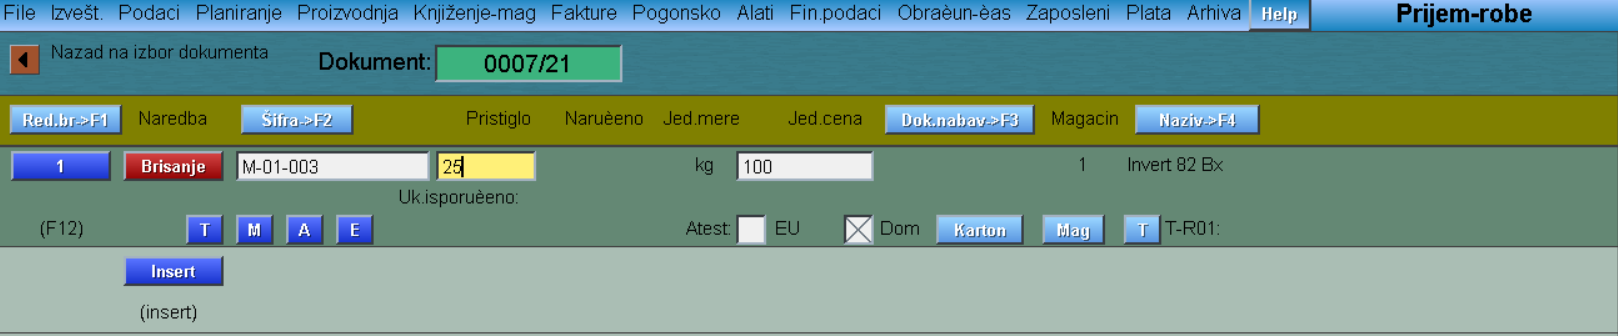 File Izvešt. Podaci Planiranje Proizvodnja Knjiženje-mag Fakture Pogonsko Alati Fin.podaci Obraèun-èas Zaposleni Plata Arhiva Help Prijem-robe
Nazad na izbor dokumenta Dokument: 0007/21
Red.br->F1 Naredba Šifra->F2 Pristiglo Naruèeno Jed.mere Jed.cena Dok.nabav->F3 Magacin Naziv->F4
1 Brisanje M-01-003 25 kg 100 1 Invert 82 Bx
Uk.isporuèeno:
(F12) T M A E Atest: EU Dom Karton Mag T T-R01:
Insert
(insert)